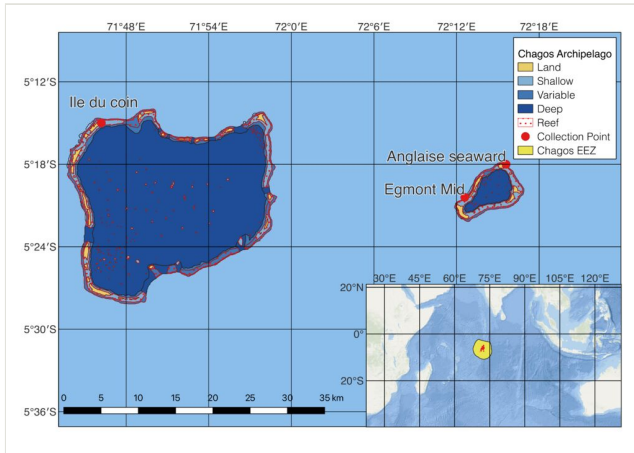 71°48'E 71°54'E 72°0'E 72°6'E 72°12'E 72°18'E
5°12'S
5°18'S
5°24'S
5°30'S
5°36'S
Ile du coin
Anglaise seaward
Egmont Mid
Chagos Archipelago
Land
Shallow
Variable
Deep
Reef
Collection Point
Chagos EEZ
30°E 45°E 60°E 75°E 90°E 105°E 120°E
20°N
0°
20°S
0 5 10 15 20 25 30 35 km